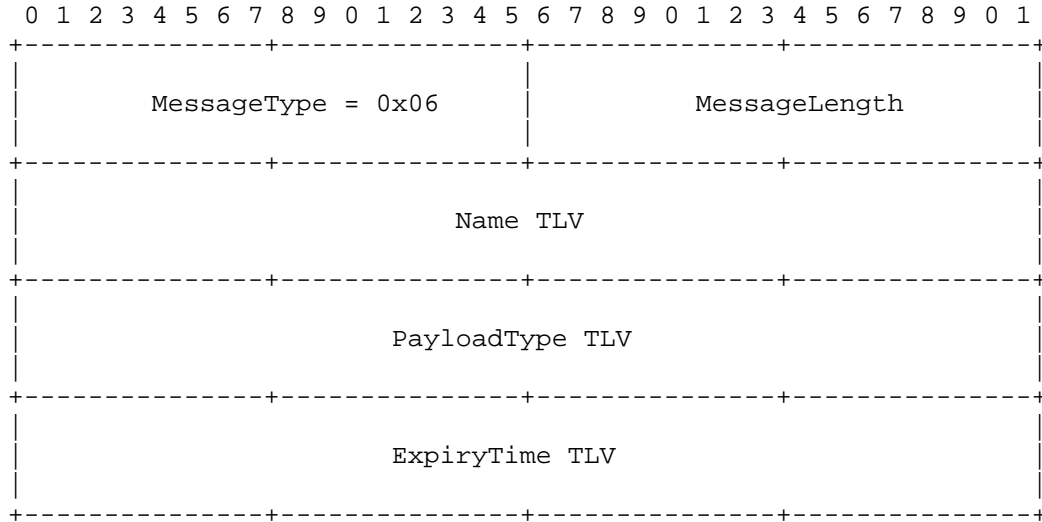 0 1 2 3 4 5 6 7 8 9 0 1 2 3 4 5 6 7 8 9 0 1 2 3 4 5 6 7 8 9 0 1
MessageType = 0x06 MessageLength
Name TLV
PayloadType TLV
ExpiryTime TLV